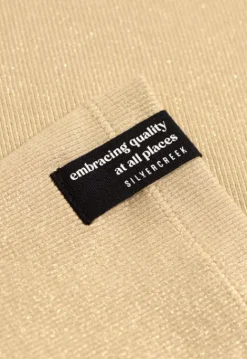 embracing quality
at all places
SILVERCREEK